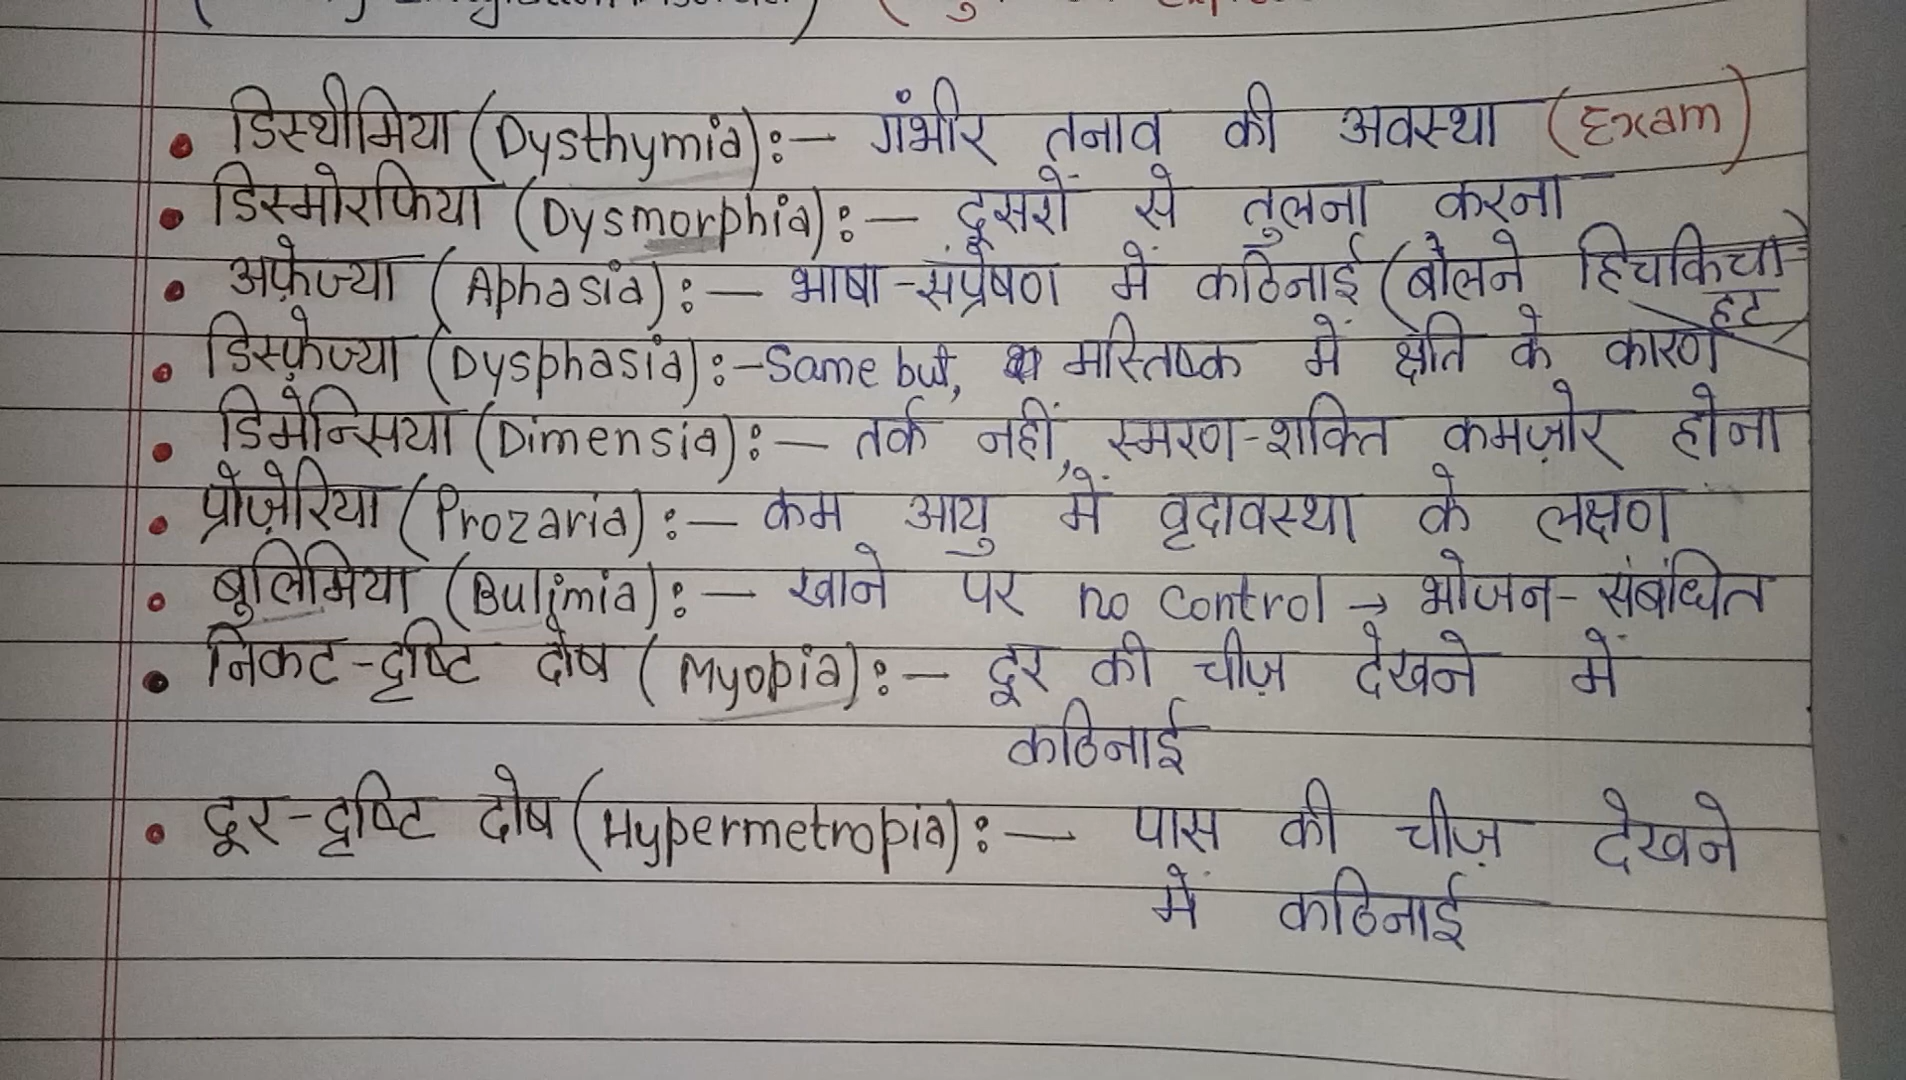 डिस्थीमिया (Dysthymia):— गंभीर तनाव की अवस्था (Exam)
डिस्मोरफिया (Dysmorphia):— दूसरों से तुलना करना
अफ़ेज्या (Aphasia):— भाषा-संप्रेषण में कठिनाई (बोलने हिचकिचा
हट)
डिस्फ़ेज्या (Dysphasia):- Same but, मस्तिष्क में क्षति के कारण
डिमेन्सिया (Dimensia):— तर्क नहीं, स्मरण-शक्ति कमज़ोर होना
प्रोज़ेरिया (Prozaria):— कम आयु में वृदावस्था के लक्षण
बुलिमिया (Bulimia):— खाने पर no control → भोजन-संबंधित
निकट-दृष्टि दोष (Myopia):— दूर की चीज़ देखने में
कठिनाई
दूर-दृष्टि दोष (Hypermetropia):— पास की चीज़ देखने
में कठिनाई